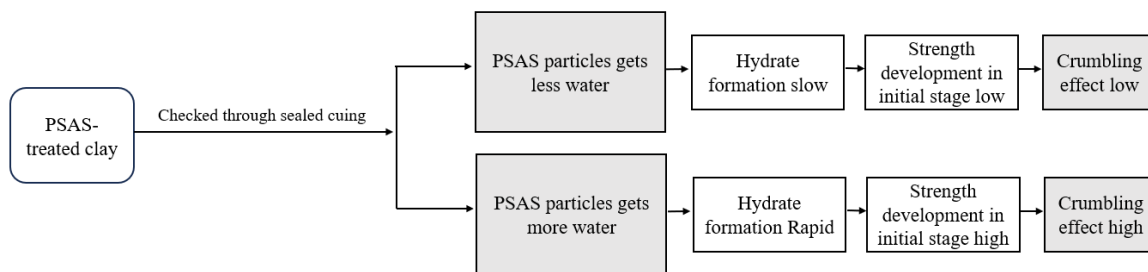 PSAS-
treated clay
Checked through sealed cuing
PSAS particles gets
less water
Hydrate
formation slow
Strength
development in
initial stage low
Crumbling
effect low
PSAS particles gets
more water
Hydrate
formation Rapid
Strength
development in
initial stage high
Crumbling
effect high